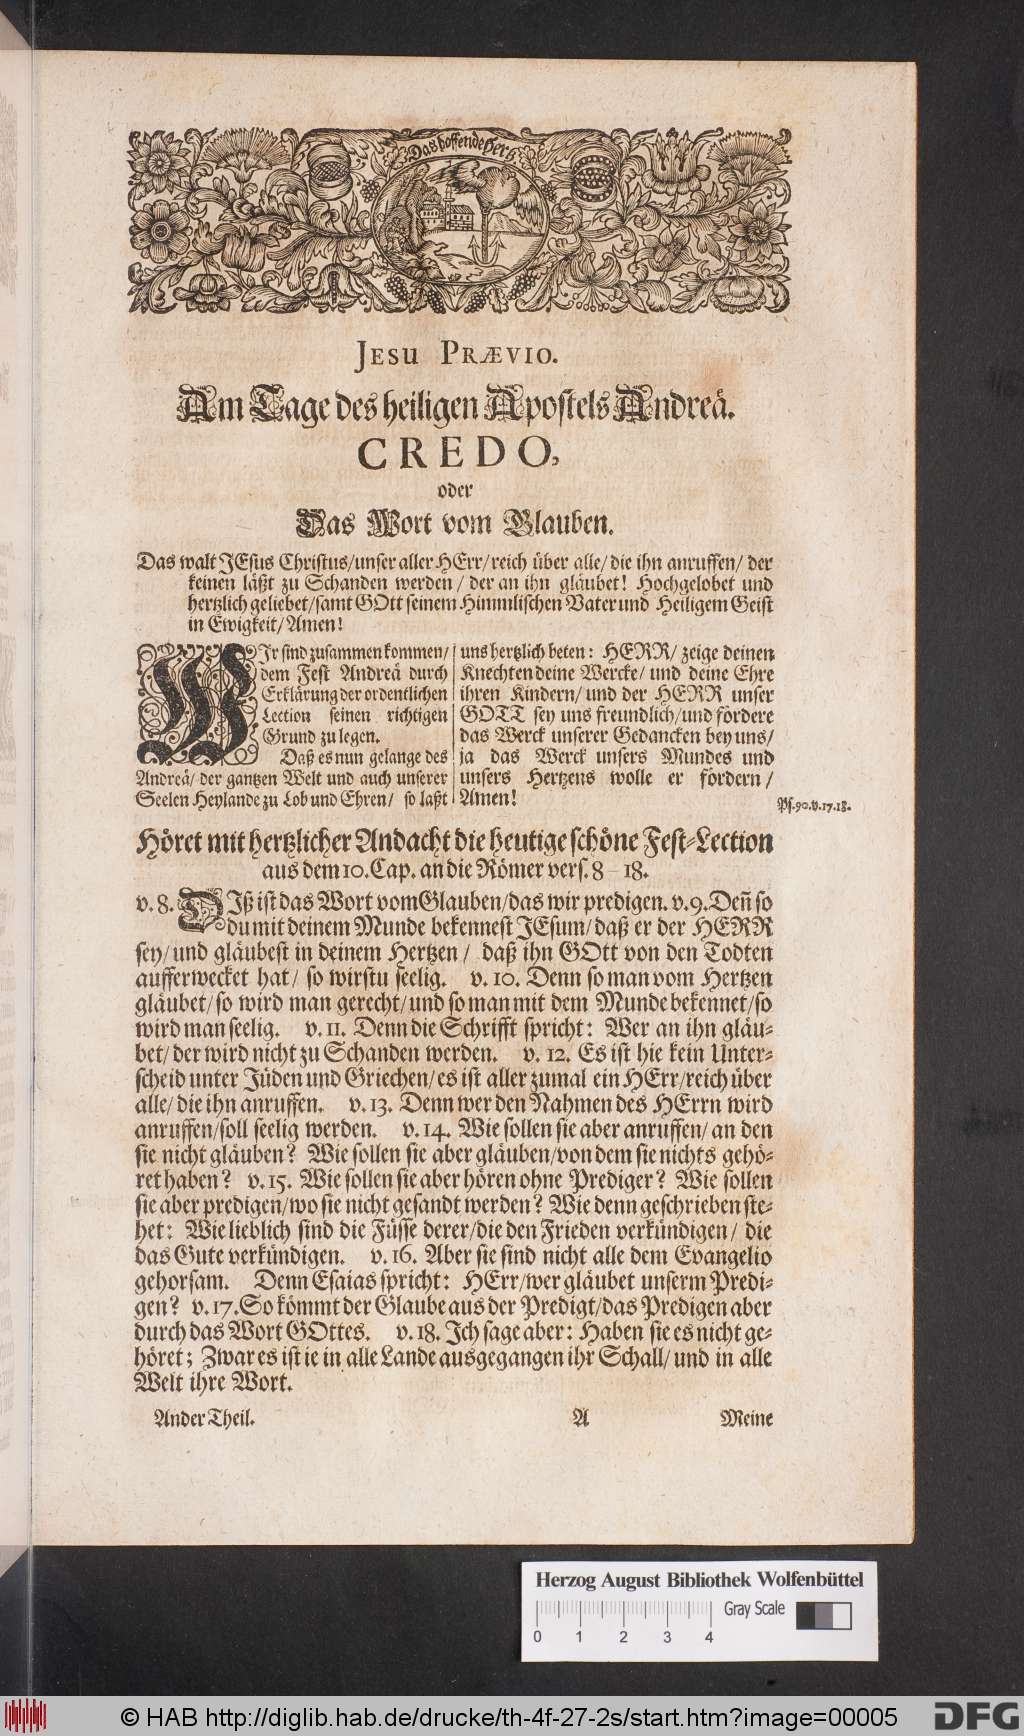 Das hoffende Hertz
JESU PRÆVIO.
Am Tage des heiligen Apostels Andreä.
CREDO,
oder
Das Wort vom Glauben.
Das walt JEsus Christus/unser aller HErr/reich über alle/die ihn anruffen/ der
keinen läßt zu Schanden werden/ der an ihn gläubet! Hochgelobet und
hertzlich geliebet/samt GOtt seinem Himmlischen Vater und Heiligem Geist
in Ewigkeit/Amen!
WIr sind zusammen kommen/
dem Fest Andreä durch
Erklärung der ordentlichen
Lection seinen richtigen
Grund zu legen.
Daß es nun gelange des
Andreä/ der gantzen Welt und auch unserer
Seelen Heylande zu Lob und Ehren/ so laßt
uns hertzlich beten: HERR/ zeige deinen
Knechten deine Wercke/ und deine Ehre
ihren Kindern/ und der HERR unser
GOTT sey uns freundlich/und fördere
das Werck unserer Gedancken bey uns/
ja das Werck unsers Mundes und
unsers Hertzens wolle er fördern/
Amen!
Ps.90.v.17.18.
Höret mit hertzlicher Andacht die heutige schöne Fest-Lection
aus dem 10. Cap. an die Römer vers. 8–18.
v. 8. DIß ist das Wort vom Glauben/das wir predigen. v.9. Deñ so
du mit deinem Munde bekennest JEsum/daß er der HERR
sey/und gläubest in deinem Hertzen/ daß ihn GOtt von den Todten
aufferwecket hat/ so wirstu seelig. v. 10. Denn so man vom Hertzen
gläubet/so wird man gerecht/und so man mit dem Munde bekennet/so
wird man seelig. v. 11. Denn die Schrifft spricht: Wer an ihn gläu-
bet/der wird nicht zu Schanden werden. v. 12. Es ist hie kein Unter-
scheid unter Jüden und Griechen/es ist aller zumal ein HErr/reich über
alle/die ihn anruffen. v. 13. Denn wer den Nahmen des HErrn wird
anruffen/soll seelig werden. v. 14. Wie sollen sie aber anruffen/ an den
sie nicht gläuben? Wie sollen sie aber gläuben/von dem sie nichts gehö-
ret haben? v. 15. Wie sollen sie aber hören ohne Prediger? Wie sollen
sie aber predigen/wo sie nicht gesandt werden? Wie denn geschrieben ste-
het: Wie lieblich sind die Füsse derer/die den Frieden verkündigen/ die
das Gute verkündigen. v. 16. Aber sie sind nicht alle dem Evangelio
gehorsam. Denn Esaias spricht: HErr/wer gläubet unserm Predi-
gen? v. 17. So kömmt der Glaube aus der Predigt/das Predigen aber
durch das Wort GOttes. v. 18. Ich sage aber: Haben sie es nicht ge-
höret; Zwar es ist ie in alle Lande ausgegangen ihr Schall/ und in alle
Welt ihre Wort.
Ander Theil. A Meine
Herzog August Bibliothek Wolfenbüttel
Gray Scale
0 1 2 3 4
© HAB http://diglib.hab.de/drucke/th-4f-27-2s/start.htm?image=00005
DFG